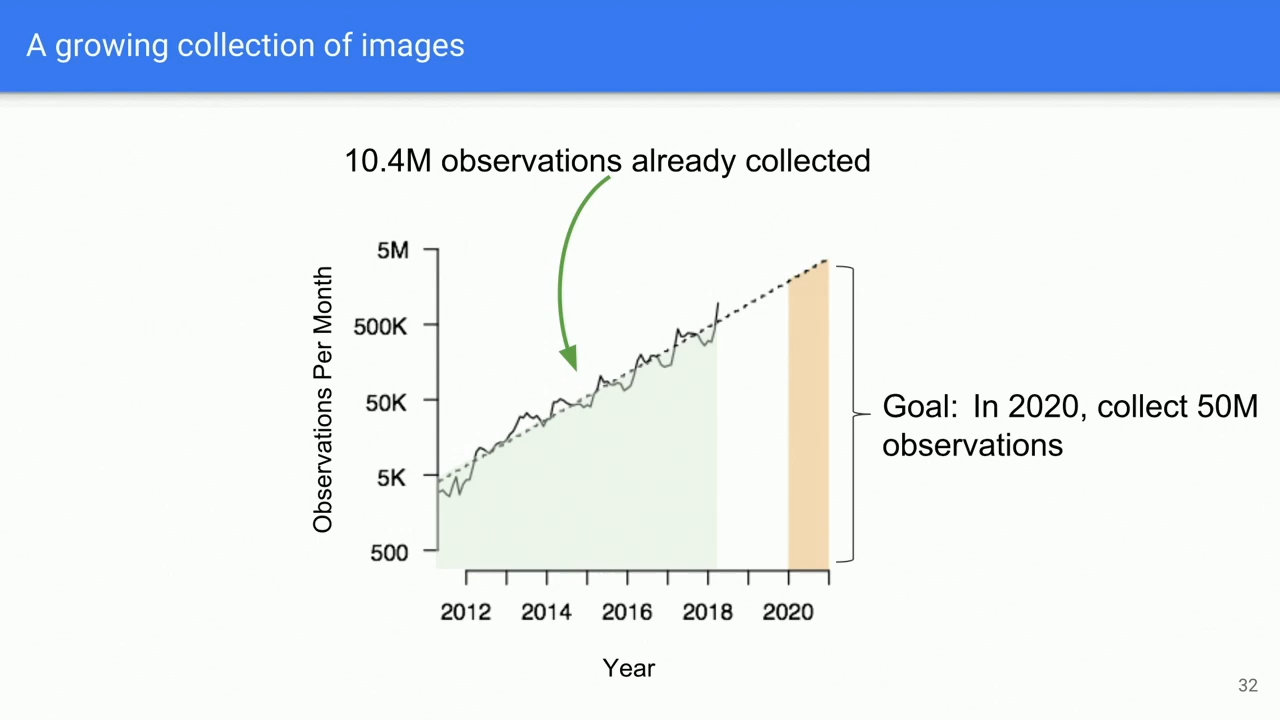 A growing collection of images
10.4M observations already collected
Observations Per Month
5M
500K
50K
5K
500
Goal: In 2020, collect 50M
observations
2012 2014 2016 2018 2020
Year
32